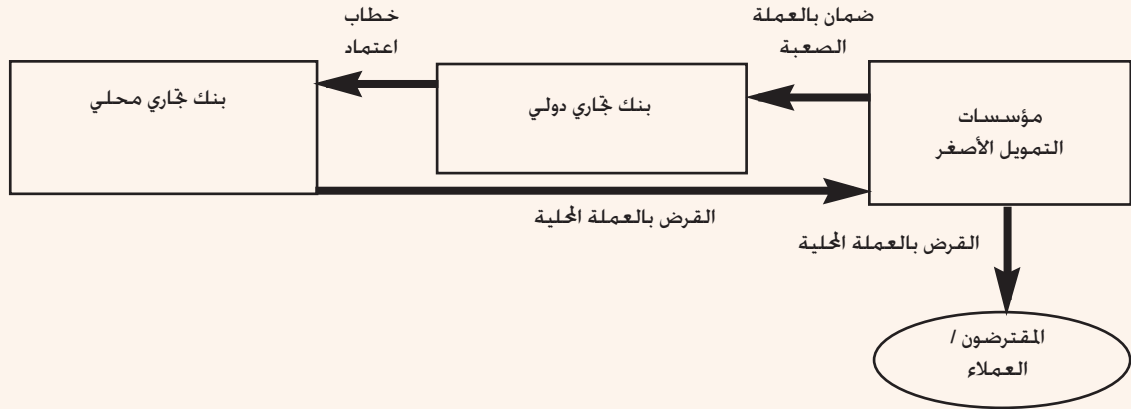 ضمان بالعملة
الصعبة
خطاب
اعتماد
مؤسسات
التمويل الأصغر
بنك تجاري دولي
بنك تجاري محلي
القرض بالعملة المحلية
القرض بالعملة المحلية
المقترضون /
العملاء